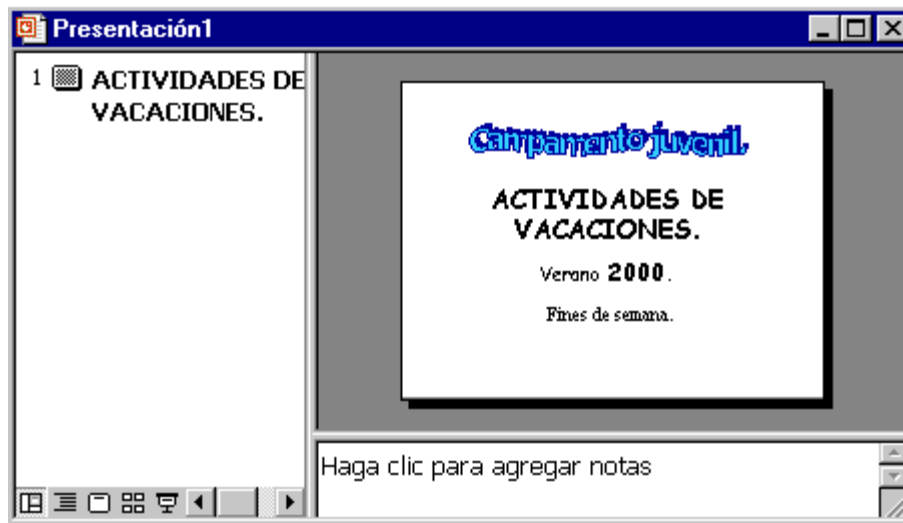 Presentación1
1 ACTIVIDADES DE
VACACIONES.
Campamento juvenil.
ACTIVIDADES DE
VACACIONES.
Verano 2000.
Fines de semana.
Haga clic para agregar notas